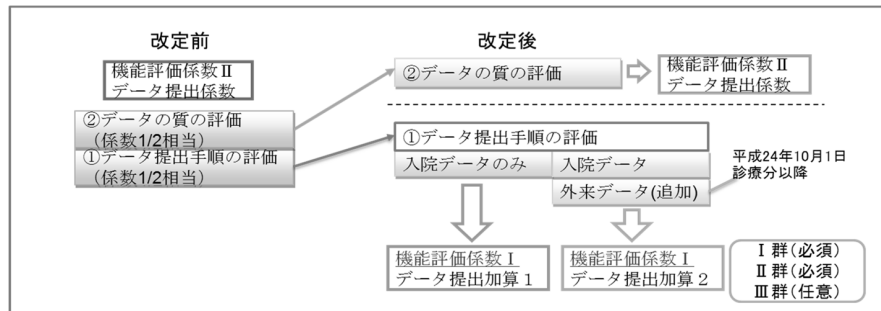 改定前
機能評価係数Ⅱ
データ提出係数
②データの質の評価
(係数1/2相当)
①データ提出手順の評価
(係数1/2相当)
改定後
②データの質の評価
機能評価係数Ⅱ
データ提出係数
①データ提出手順の評価
入院データのみ
入院データ
外来データ(追加)
平成24年10月1日
診療分以降
機能評価係数Ⅰ
データ提出加算1
機能評価係数Ⅰ
データ提出加算2
Ⅰ群(必須)
Ⅱ群(必須)
Ⅲ群(任意)